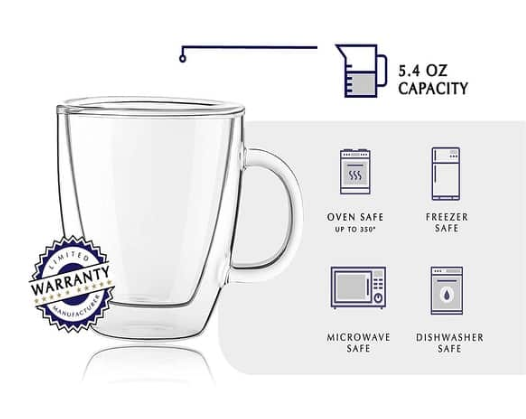 5.4 OZ
CAPACITY
OVEN SAFE
UP TO 350°
FREEZER
SAFE
LIMITED
WARRANTY
MANUFACTURER
MICROWAVE
SAFE
DISHWASHER
SAFE